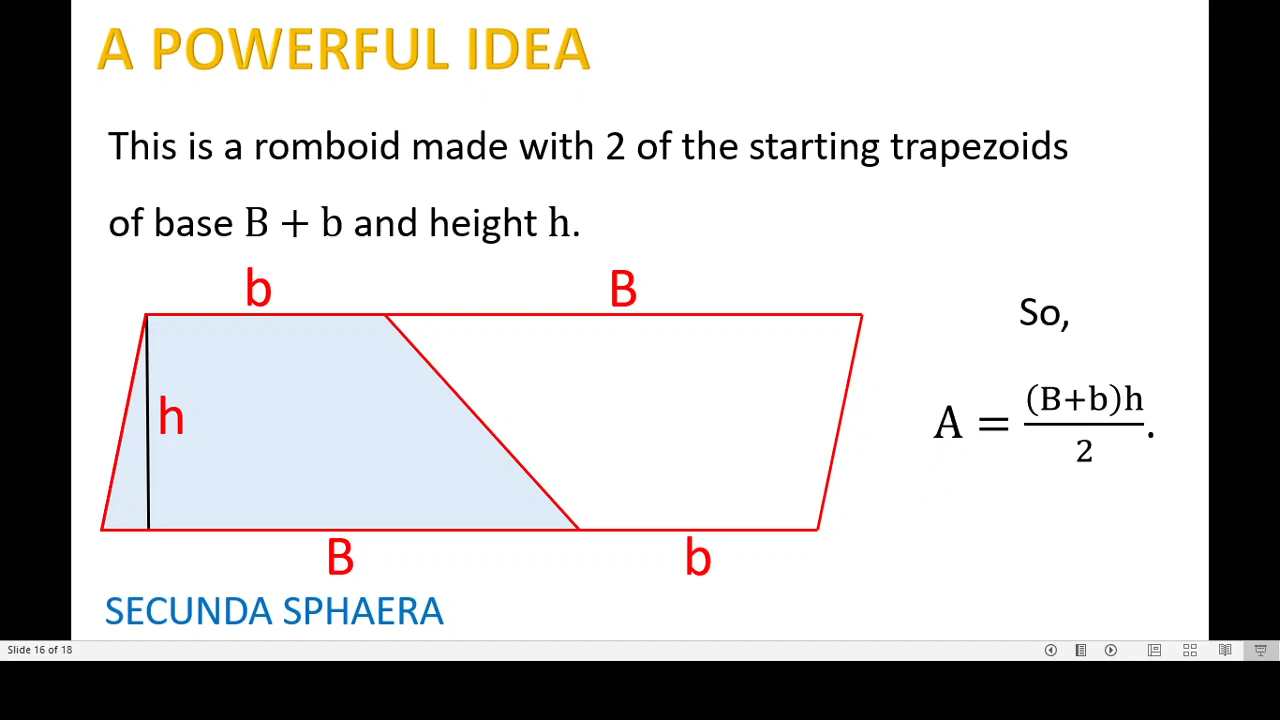 A POWERFUL IDEA
This is a romboid made with 2 of the starting trapezoids
of base B + b and height h.
b
B
So,
h
A = (B+b)h / 2.
B
b
SECUNDA SPHAERA
Slide 16 of 18